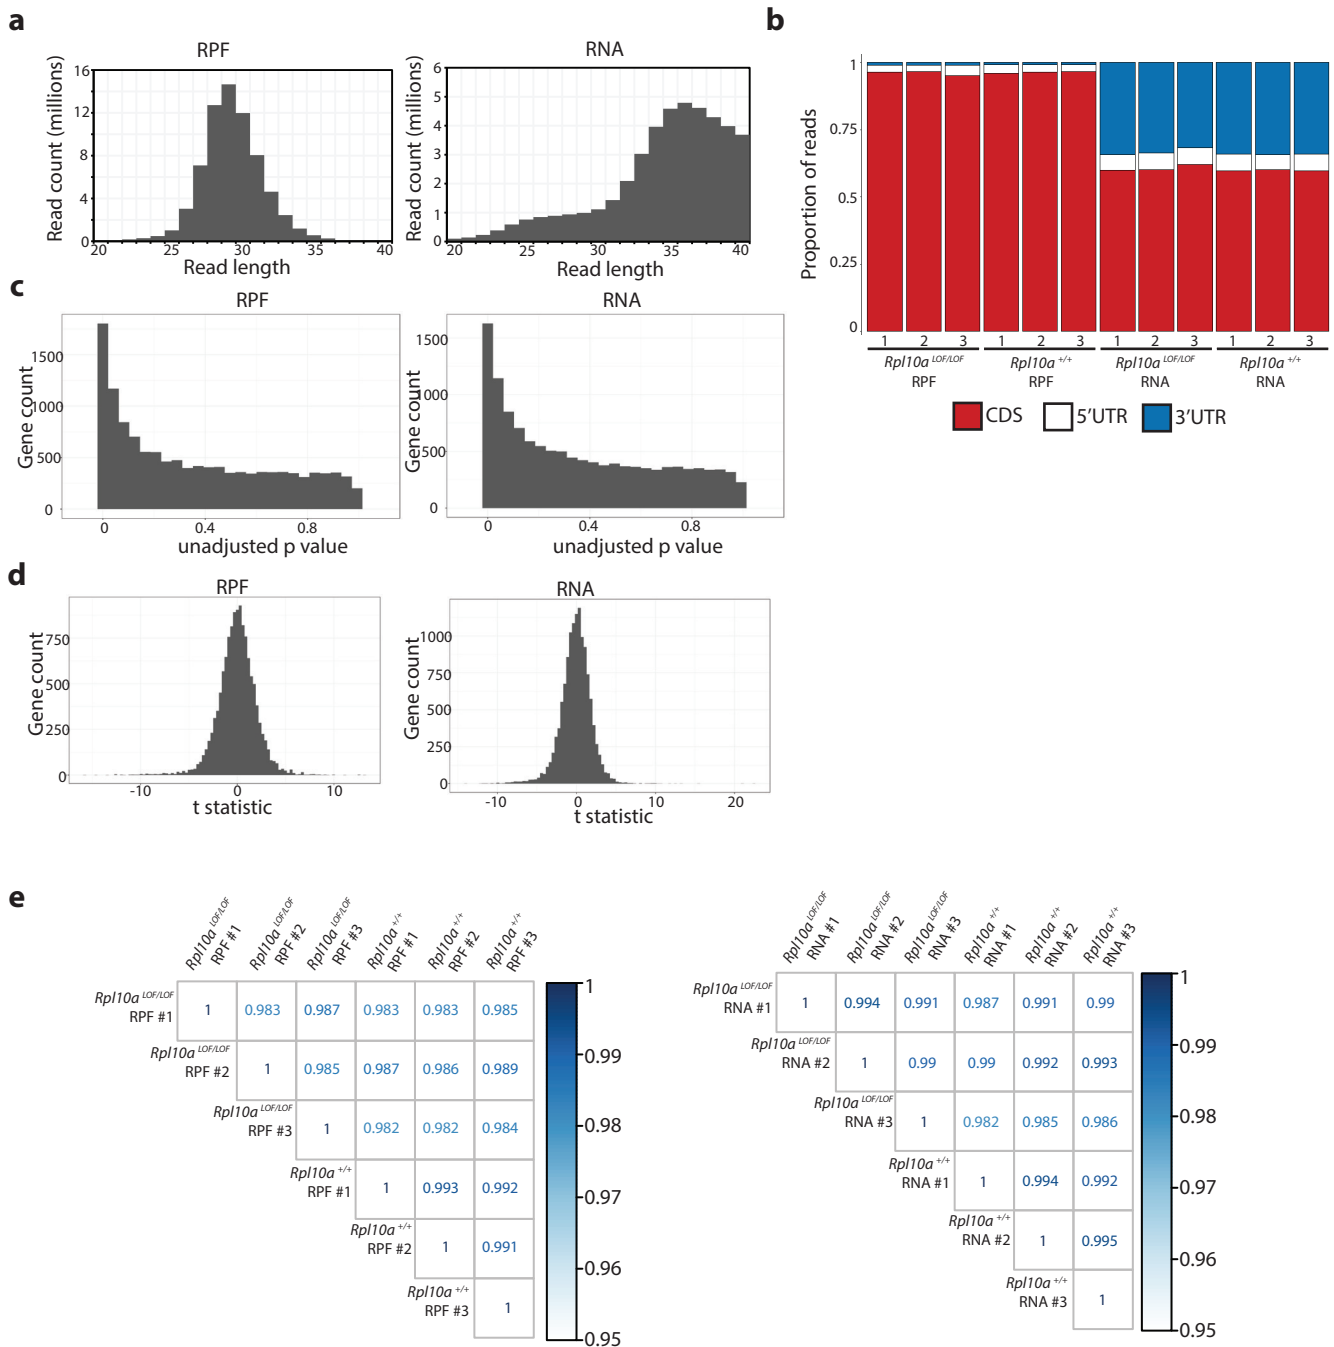 a
RPF
Read count (millions)
16
12
8
4
0
20 25 30 35 40
Read length
RNA
Read count (millions)
6
5
4
3
2
1
0
20 25 30 35 40
Read length
b
Proportion of reads
1
0.75
0.5
0.25
0
1 2 3 1 2 3 1 2 3 1 2 3
Rpl10a LOF/LOF Rpl10a +/+ Rpl10a LOF/LOF Rpl10a +/+
RPF RPF RNA RNA
CDS 5'UTR 3'UTR
c
RPF
Gene count
1500
1000
500
0
0 0.4 0.8
unadjusted p value
RNA
Gene count
1500
1000
500
0
0 0.4 0.8
unadjusted p value
d
RPF
Gene count
750
500
250
0
-10 0 10
t statistic
RNA
Gene count
1000
750
500
250
0
-10 0 10 20
t statistic
e
Rpl10a LOF/LOF
RPF #1
Rpl10a LOF/LOF
RPF #2
Rpl10a LOF/LOF
RPF #3
Rpl10a +/+
RPF #1
Rpl10a +/+
RPF #2
Rpl10a +/+
RPF #3
Rpl10a LOF/LOF
RPF #1 1 0.983 0.987 0.983 0.983 0.985
Rpl10a LOF/LOF
RPF #2 1 0.985 0.987 0.986 0.989
Rpl10a LOF/LOF
RPF #3 1 0.982 0.982 0.984
Rpl10a +/+
RPF #1 1 0.993 0.992
Rpl10a +/+
RPF #2 1 0.991
Rpl10a +/+
RPF #3 1
1
0.99
0.98
0.97
0.96
0.95
Rpl10a LOF/LOF
RNA #1
Rpl10a LOF/LOF
RNA #2
Rpl10a LOF/LOF
RNA #3
Rpl10a +/+
RNA #1
Rpl10a +/+
RNA #2
Rpl10a +/+
RNA #3
Rpl10a LOF/LOF
RNA #1 1 0.994 0.991 0.987 0.991 0.99
Rpl10a LOF/LOF
RNA #2 1 0.99 0.99 0.992 0.993
Rpl10a LOF/LOF
RNA #3 1 0.982 0.985 0.986
Rpl10a +/+
RNA #1 1 0.994 0.992
Rpl10a +/+
RNA #2 1 0.995
Rpl10a +/+
RNA #3 1
1
0.99
0.98
0.97
0.96
0.95